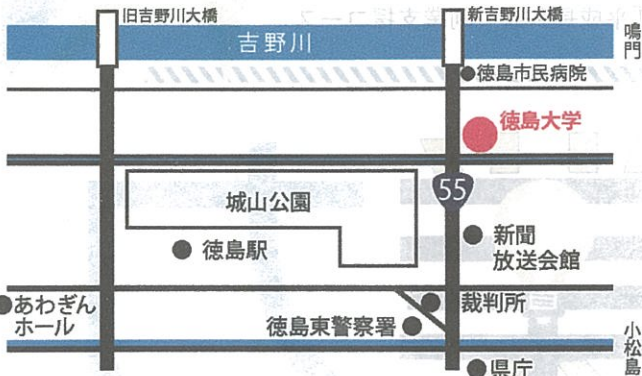 旧吉野川大橋
新吉野川大橋
吉野川
鳴門
徳島市民病院
徳島大学
55
城山公園
新聞
放送会館
徳島駅
あわぎん
ホール
裁判所
徳島東警察署
小松島
県庁